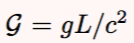 𝒢 = gL/c²